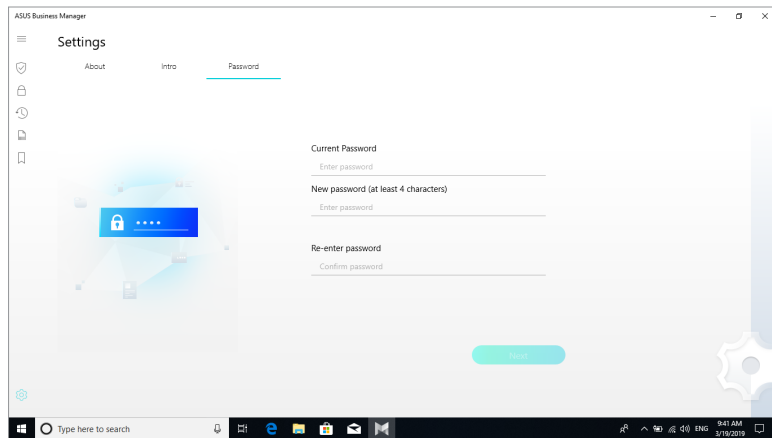 ASUS Business Manager
Settings
About Intro Password
Current Password
Enter password
New password (at least 4 characters)
Enter password
Re-enter password
Confirm password
Next
Type here to search
ENG
9:41 AM
3/19/2019